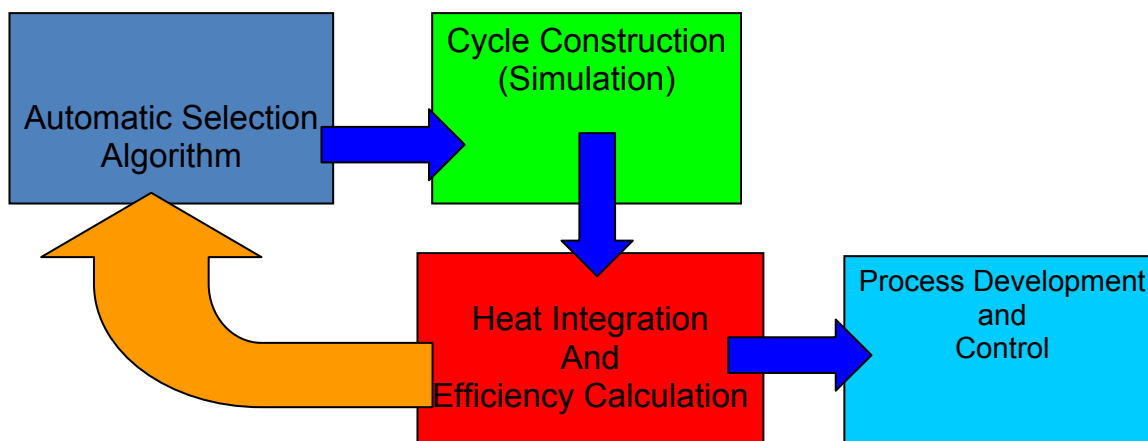 Automatic Selection
Algorithm
Cycle Construction
(Simulation)
Heat Integration
And
Efficiency Calculation
Process Development
and
Control